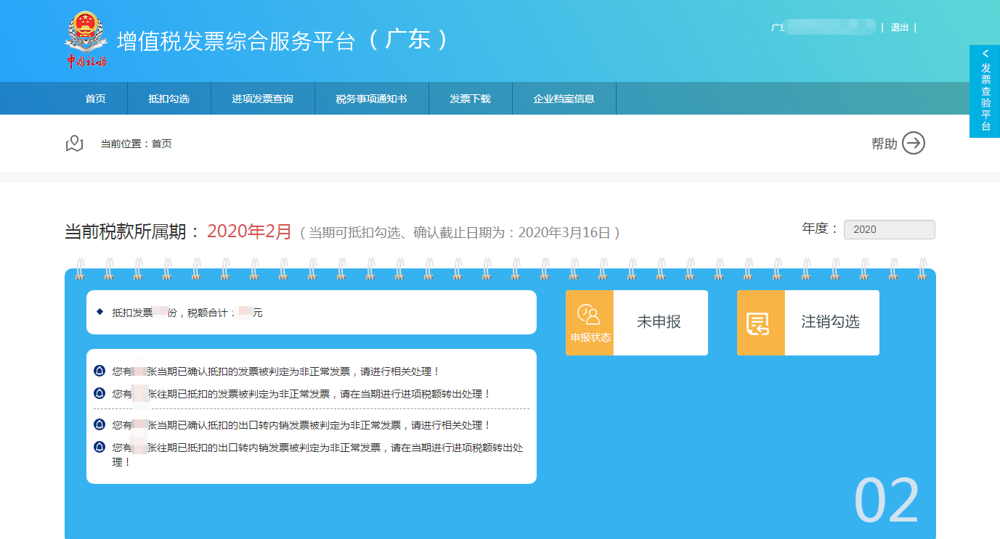 中国税务
增值税发票综合服务平台（广东）
广东 | 退出 |
< 发票查验平台
首页 抵扣勾选 进项发票查询 税务事项通知书 发票下载 企业档案信息
当前位置：首页
帮助
当前税款所属期： 2020年2月（当期可抵扣勾选、确认截止日期为：2020年3月16日）
年度： 2020
抵扣发票 份，税额合计： 元
申报状态 未申报
注销勾选
您有 张当期已确认抵扣的发票被判定为非正常发票，请进行相关处理！
您有 张往期已抵扣的发票被判定为非正常发票，请在当期进行进项税额转出处理！
您有 张当期已确认抵扣的出口转内销发票被判定为非正常发票，请进行相关处理！
您有 张往期已抵扣的出口转内销发票被判定为非正常发票，请在当期进行进项税额转出处
理！
02